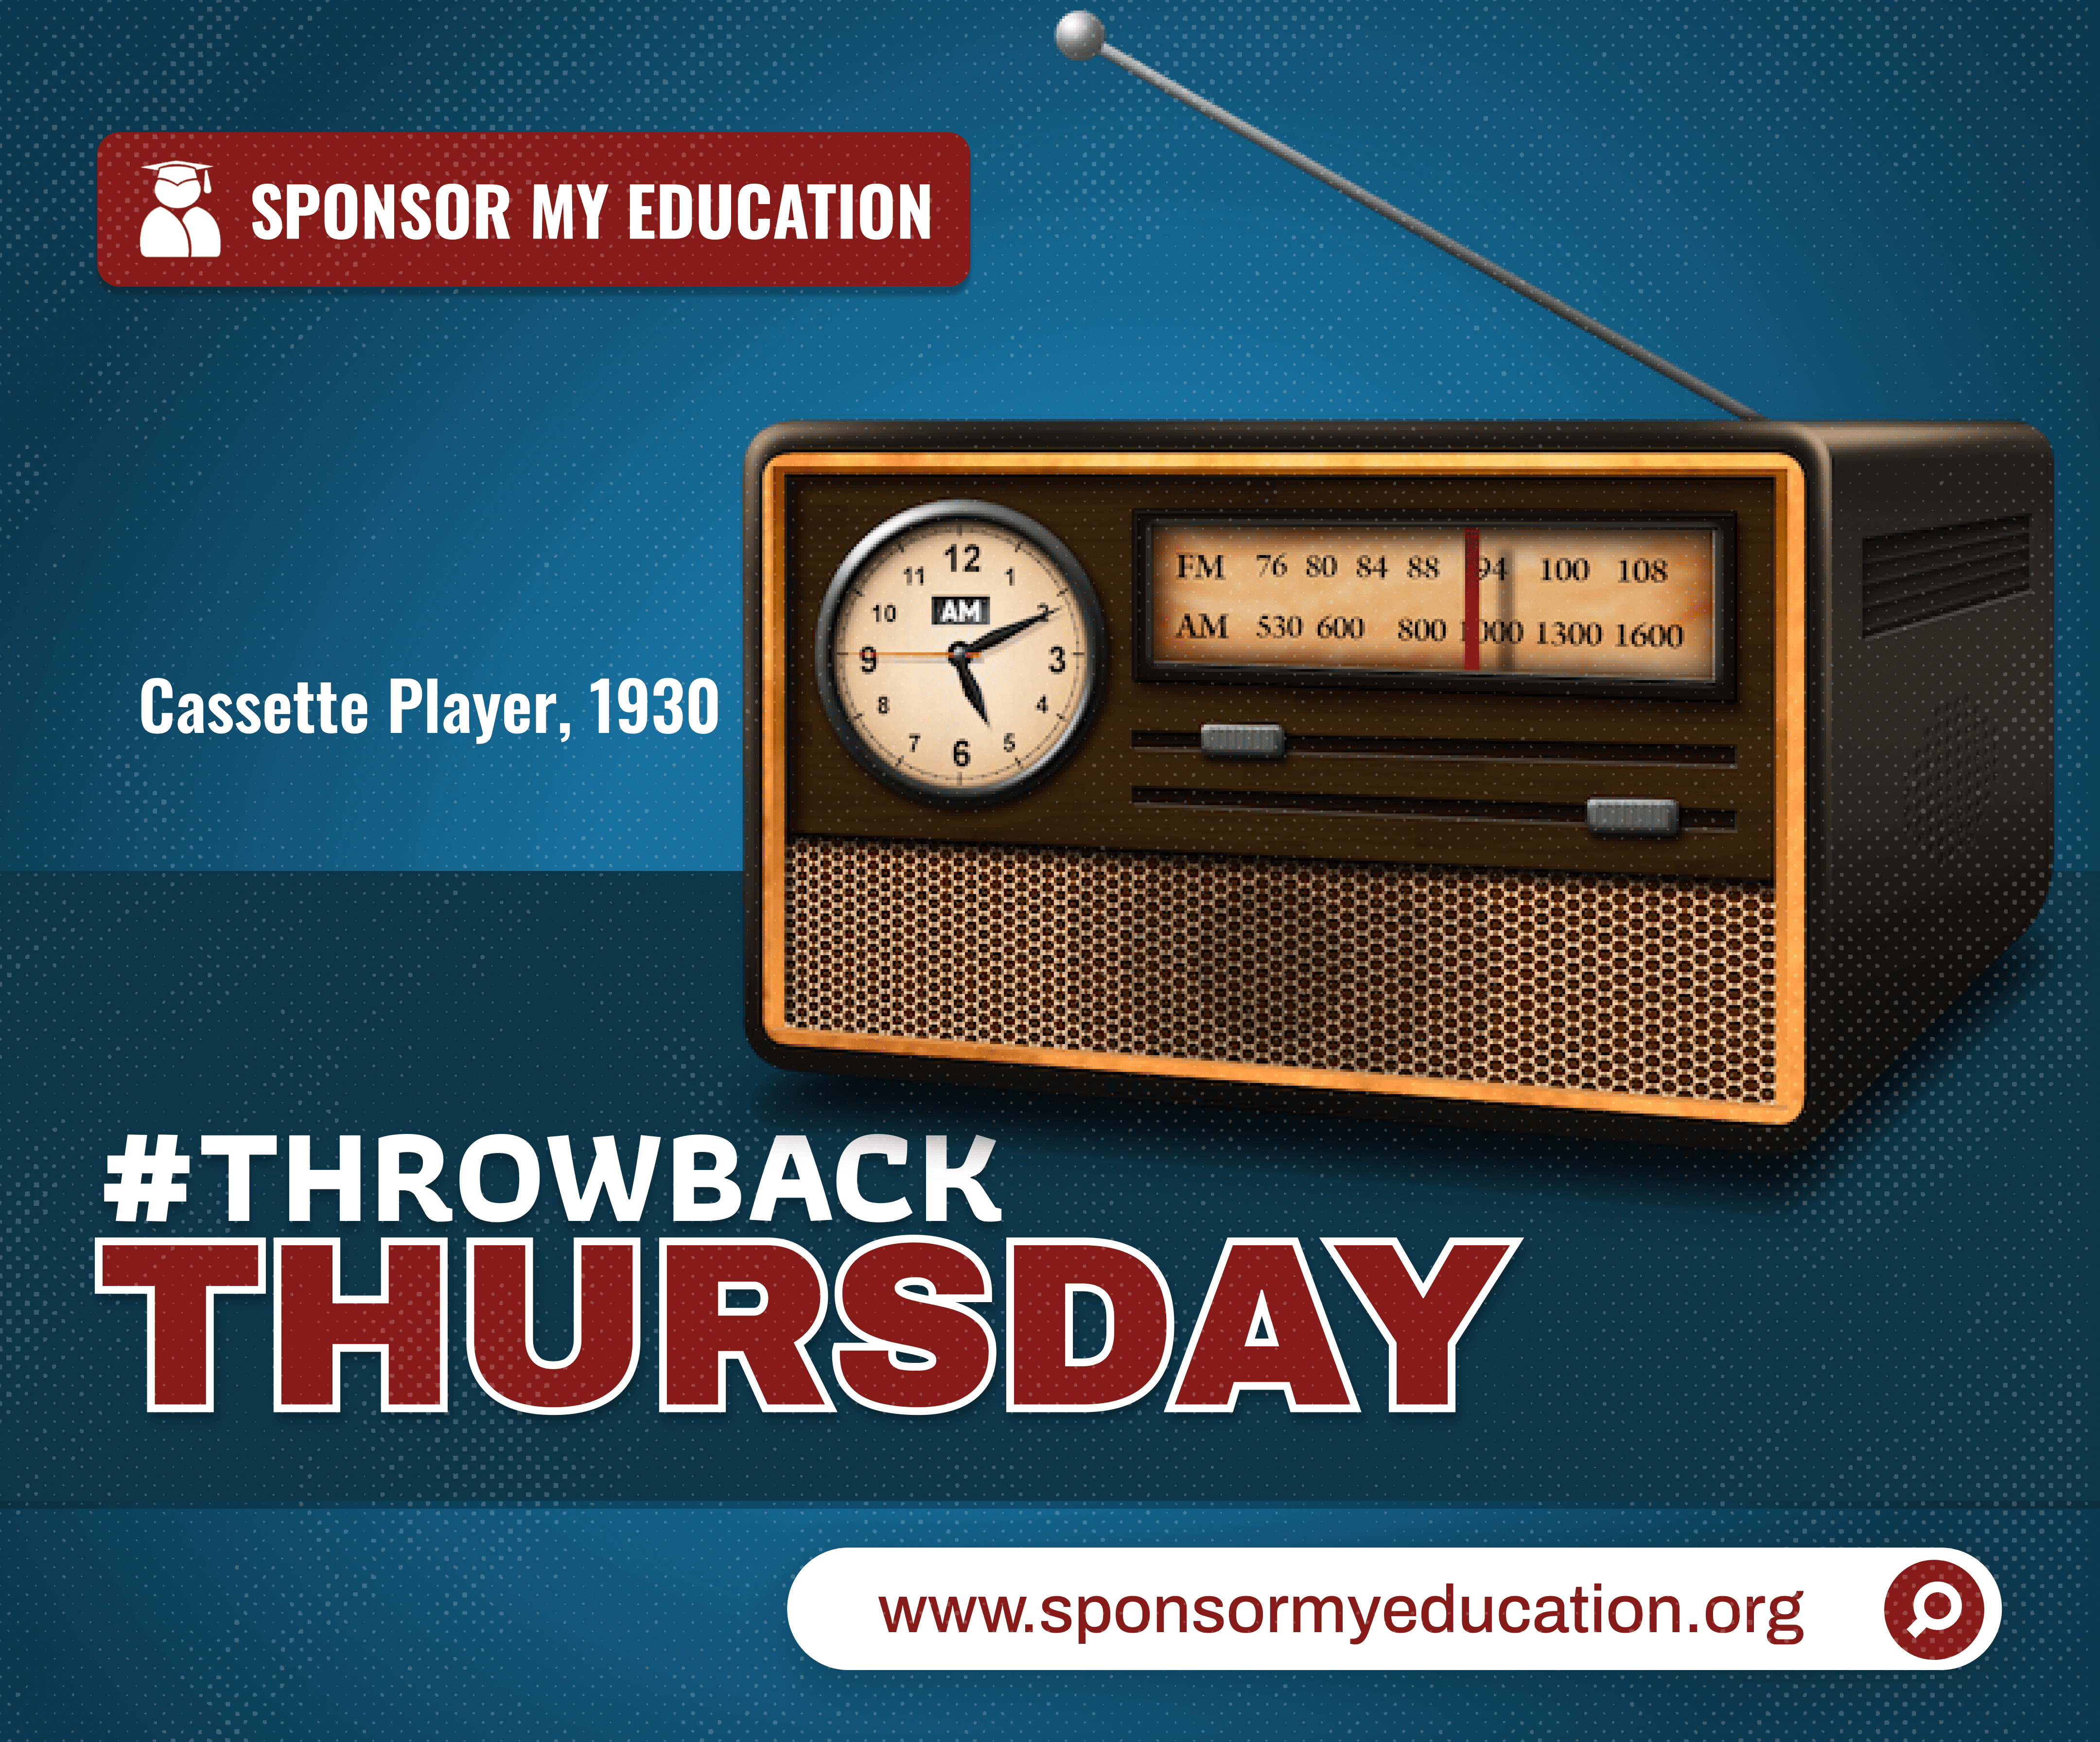 SPONSOR MY EDUCATION
12
11 1
AM
10 2
9 3
8 4
7 5
6
FM 76 80 84 88 94 100 108
AM 530 600 800 1000 1300 1600
Cassette Player, 1930
#THROWBACK
THURSDAY
www.sponsormyeducation.org